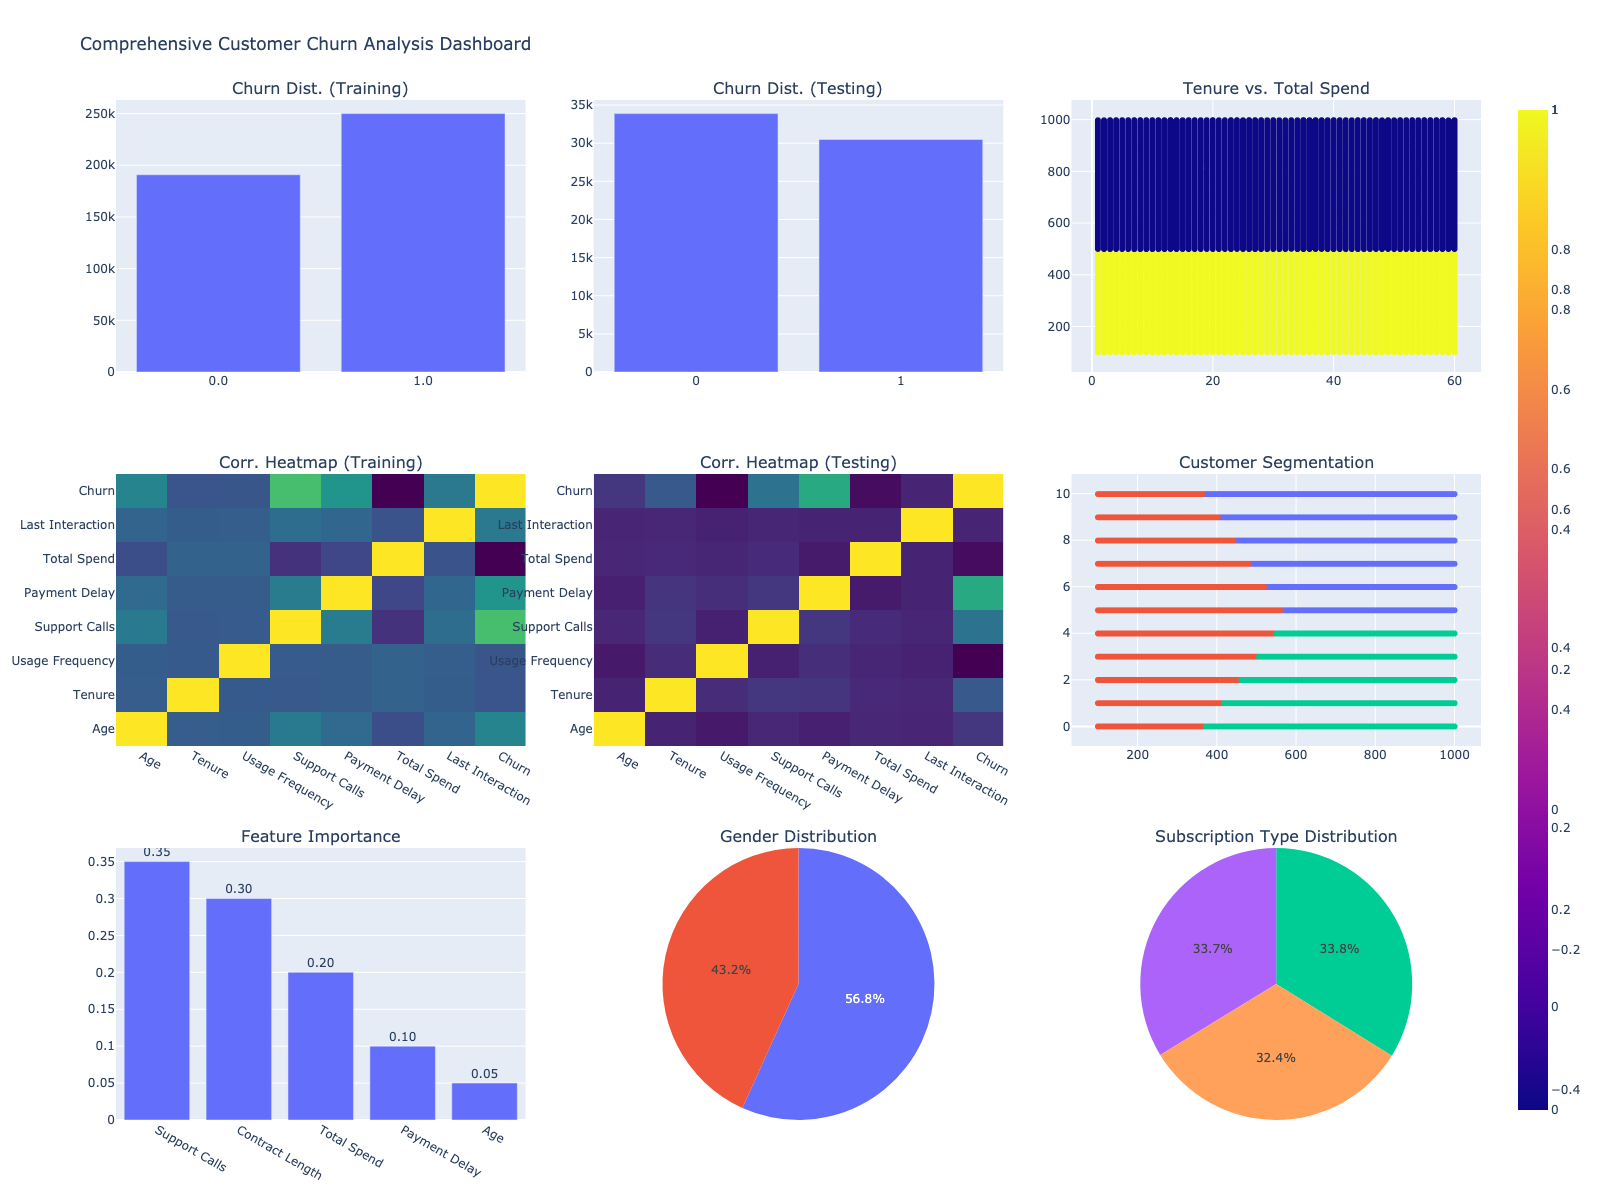 Comprehensive Customer Churn Analysis Dashboard
Churn Dist. (Training)
250k
200k
150k
100k
50k
0
0.0
1.0
Churn Dist. (Testing)
35k
30k
25k
20k
15k
10k
5k
0
0
1
Tenure vs. Total Spend
1000
800
600
400
200
0
20
40
60
Corr. Heatmap (Training)
Churn
Last Interaction
Total Spend
Payment Delay
Support Calls
Usage Frequency
Tenure
Age
Age
Tenure
Usage Frequency
Support Calls
Payment Delay
Total Spend
Last Interaction
Churn
Corr. Heatmap (Testing)
Churn
Last Interaction
Total Spend
Payment Delay
Support Calls
Usage Frequency
Tenure
Age
Age
Tenure
Usage Frequency
Support Calls
Payment Delay
Total Spend
Last Interaction
Churn
Customer Segmentation
10
8
6
4
2
0
200
400
600
800
1000
Feature Importance
0.35
0.3
0.25
0.2
0.15
0.1
0.05
0
0.35
0.30
0.20
0.10
0.05
Support Calls
Contract Length
Total Spend
Payment Delay
Age
Gender Distribution
43.2%
56.8%
Subscription Type Distribution
33.7%
33.8%
32.4%
1
0.8
0.8
0.8
0.6
0.6
0.6
0.4
0.4
0.2
0.4
0
0.2
0.2
−0.2
0
−0.4
0